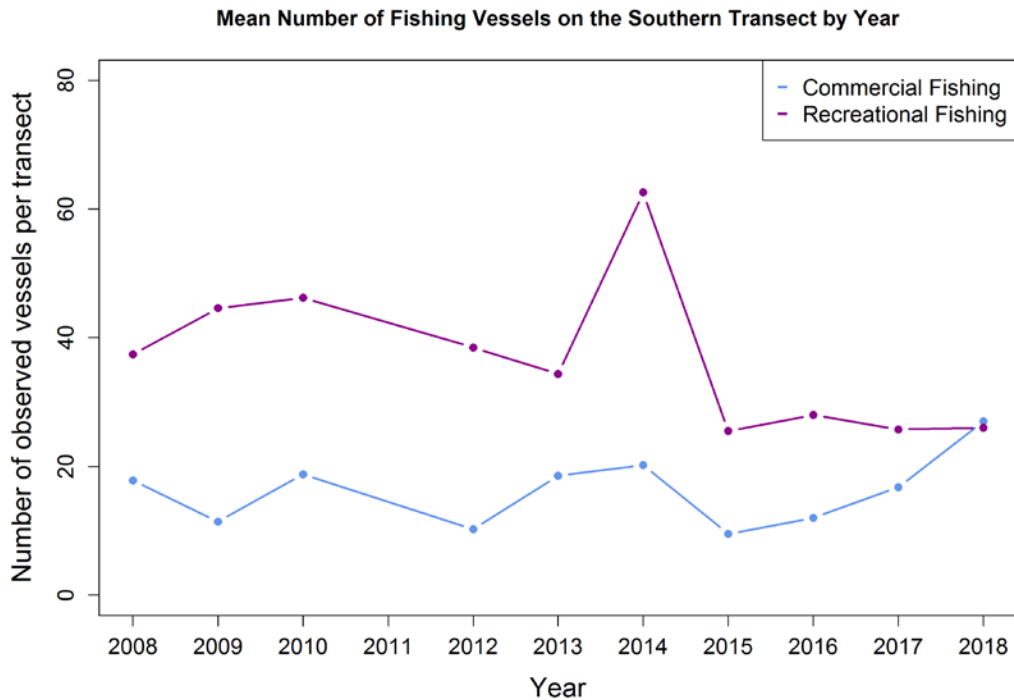 Mean Number of Fishing Vessels on the Southern Transect by Year
Number of observed vessels per transect
80
60
40
20
0
Commercial Fishing
Recreational Fishing
2008 2009 2010 2011 2012 2013 2014 2015 2016 2017 2018
Year